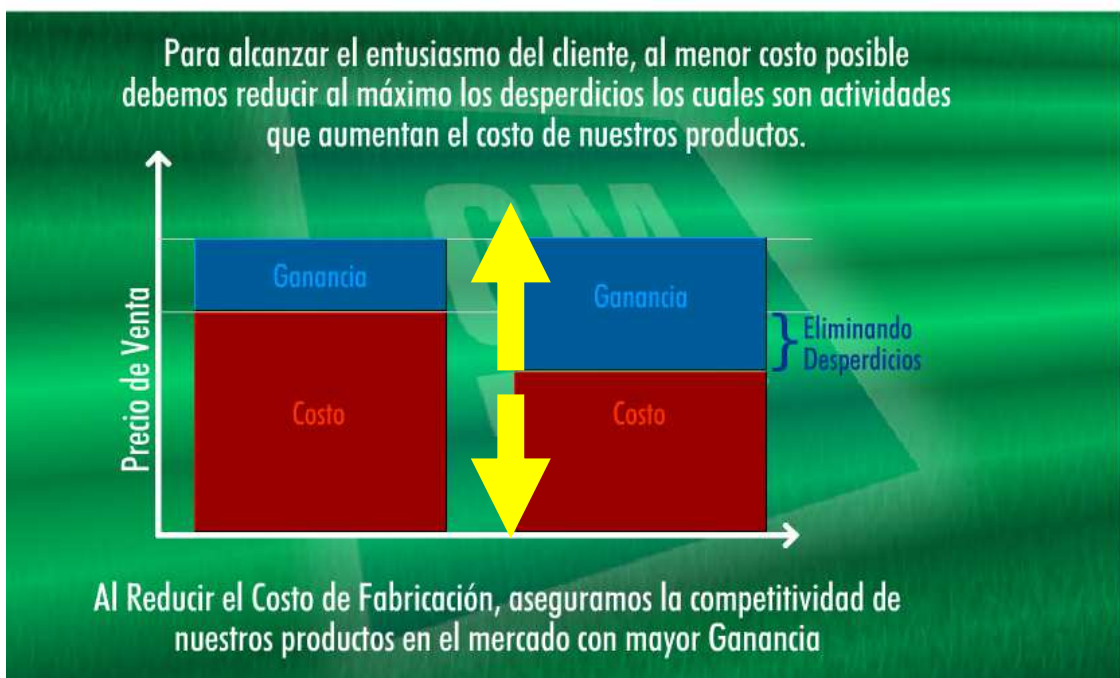 Para alcanzar el entusiasmo del cliente, al menor costo posible
debemos reducir al máximo los desperdicios los cuales son actividades
que aumentan el costo de nuestros productos.
GM
Precio de Venta
Ganancia
Costo
Ganancia
Costo
} Eliminando
Desperdicios
Al Reducir el Costo de Fabricación, aseguramos la competitividad de
nuestros productos en el mercado con mayor Ganancia